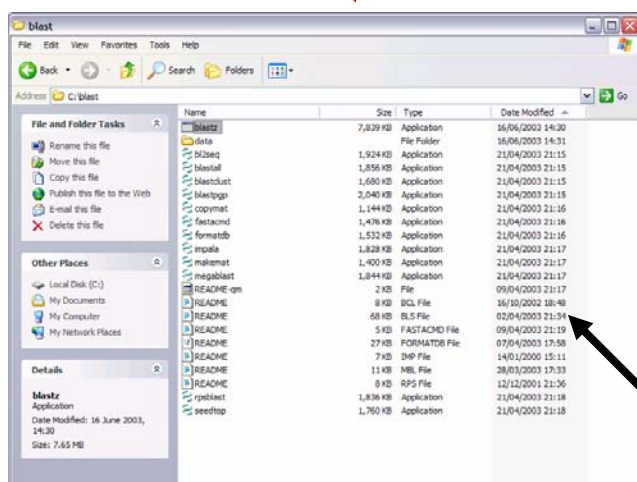 blast
File Edit View Favorites Tools Help
Back Search Folders
Address C:\blast Go
File and Folder Tasks
Rename this file
Move this file
Copy this file
Publish this file to the Web
E-mail this file
Delete this file
Other Places
Local Disk (C:)
My Documents
My Computer
My Network Places
Details
blastz
Application
Date Modified: 16 June 2003,
14:30
Size: 7.65 MB
Name Size Type Date Modified
blastz 7,839 KB Application 16/06/2003 14:30
data File Folder 16/06/2003 14:31
bl2seq 1,924 KB Application 21/04/2003 21:15
blastall 1,856 KB Application 21/04/2003 21:15
blastclust 1,680 KB Application 21/04/2003 21:15
blastpgp 2,040 KB Application 21/04/2003 21:15
copymat 1,144 KB Application 21/04/2003 21:16
fastacmd 1,476 KB Application 21/04/2003 21:16
formatdb 1,532 KB Application 21/04/2003 21:16
impala 1,828 KB Application 21/04/2003 21:17
makemat 1,400 KB Application 21/04/2003 21:17
megablast 1,844 KB Application 21/04/2003 21:17
README 2 KB File 09/04/2003 21:17
README 8 KB BCL File 16/10/2002 18:48
README 68 KB BLS File 02/04/2003 21:34
README 5 KB FASTACMD File 09/04/2003 21:19
README 27 KB FORMATDB File 07/04/2003 17:58
README 7 KB IMP File 14/01/2000 15:11
README 11 KB MBL File 28/03/2003 17:33
README 8 KB RPS File 12/12/2001 21:36
rpsblast 1,836 KB Application 21/04/2003 21:18
seedtop 1,760 KB Application 21/04/2003 21:18